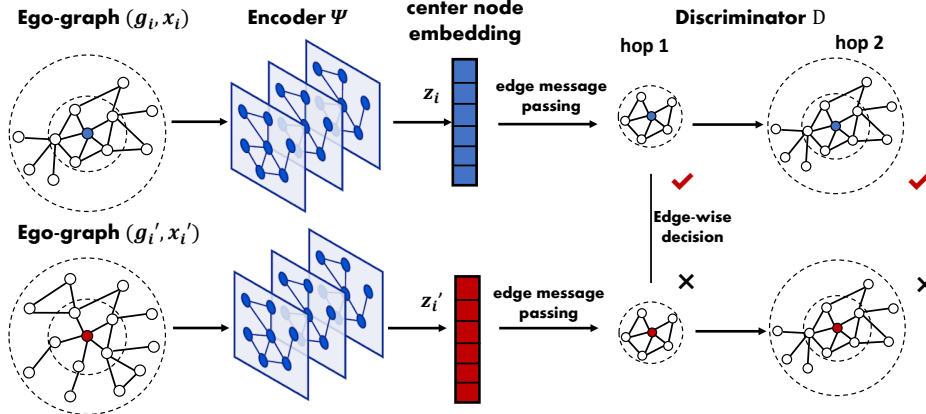 Ego-graph (g_i, x_i)
Encoder Ψ
center node
embedding
Discriminator D
hop 1
hop 2
z_i
edge message
passing
Edge-wise
decision
Ego-graph (g_i′, x_i′)
z_i′
edge message
passing